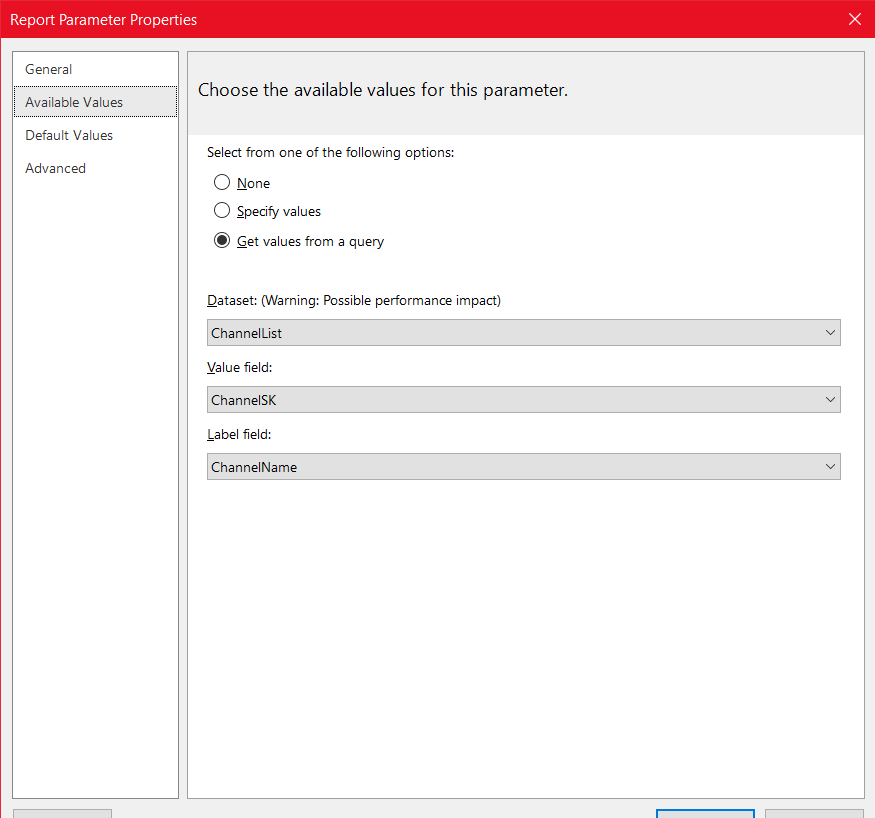 Report Parameter Properties
General
Available Values
Default Values
Advanced
Choose the available values for this parameter.
Select from one of the following options:
None
Specify values
Get values from a query
Dataset: (Warning: Possible performance impact)
ChannelList
Value field:
ChannelSK
Label field:
ChannelName